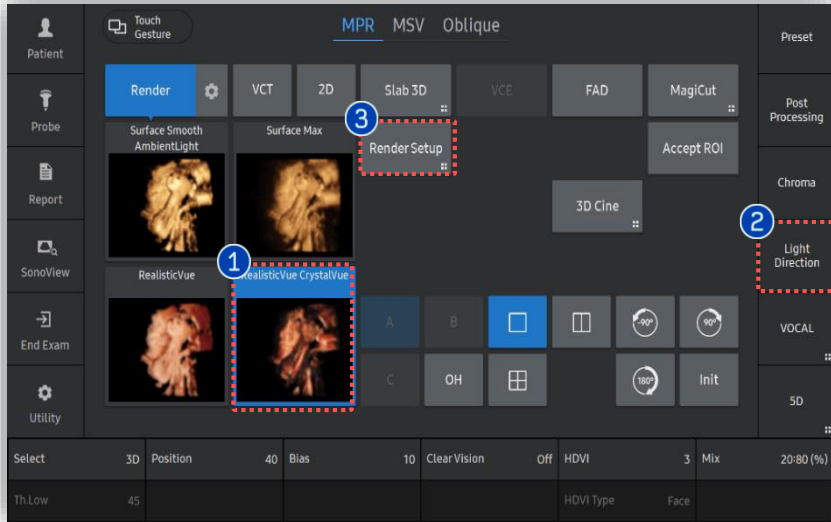 Patient
Touch
Gesture
MPR MSV Oblique
Preset
Probe
Render
VCT
2D
Slab 3D
VCE
FAD
MagiCut
Post
Processing
Surface Smooth
AmbientLight
Surface Max
3
Render Setup
Accept ROI
Report
3D Cine
Chroma
2
Light
Direction
SonoView
RealisticVue
1
RealisticVue CrystalVue
End Exam
A
B
-90°
90°
VOCAL
Utility
C
OH
180°
Init
5D
Select 3D Position 40 Bias 10 ClearVision Off HDVI 3 Mix 20:80 (%)
Th.Low 45 HDVI Type Face